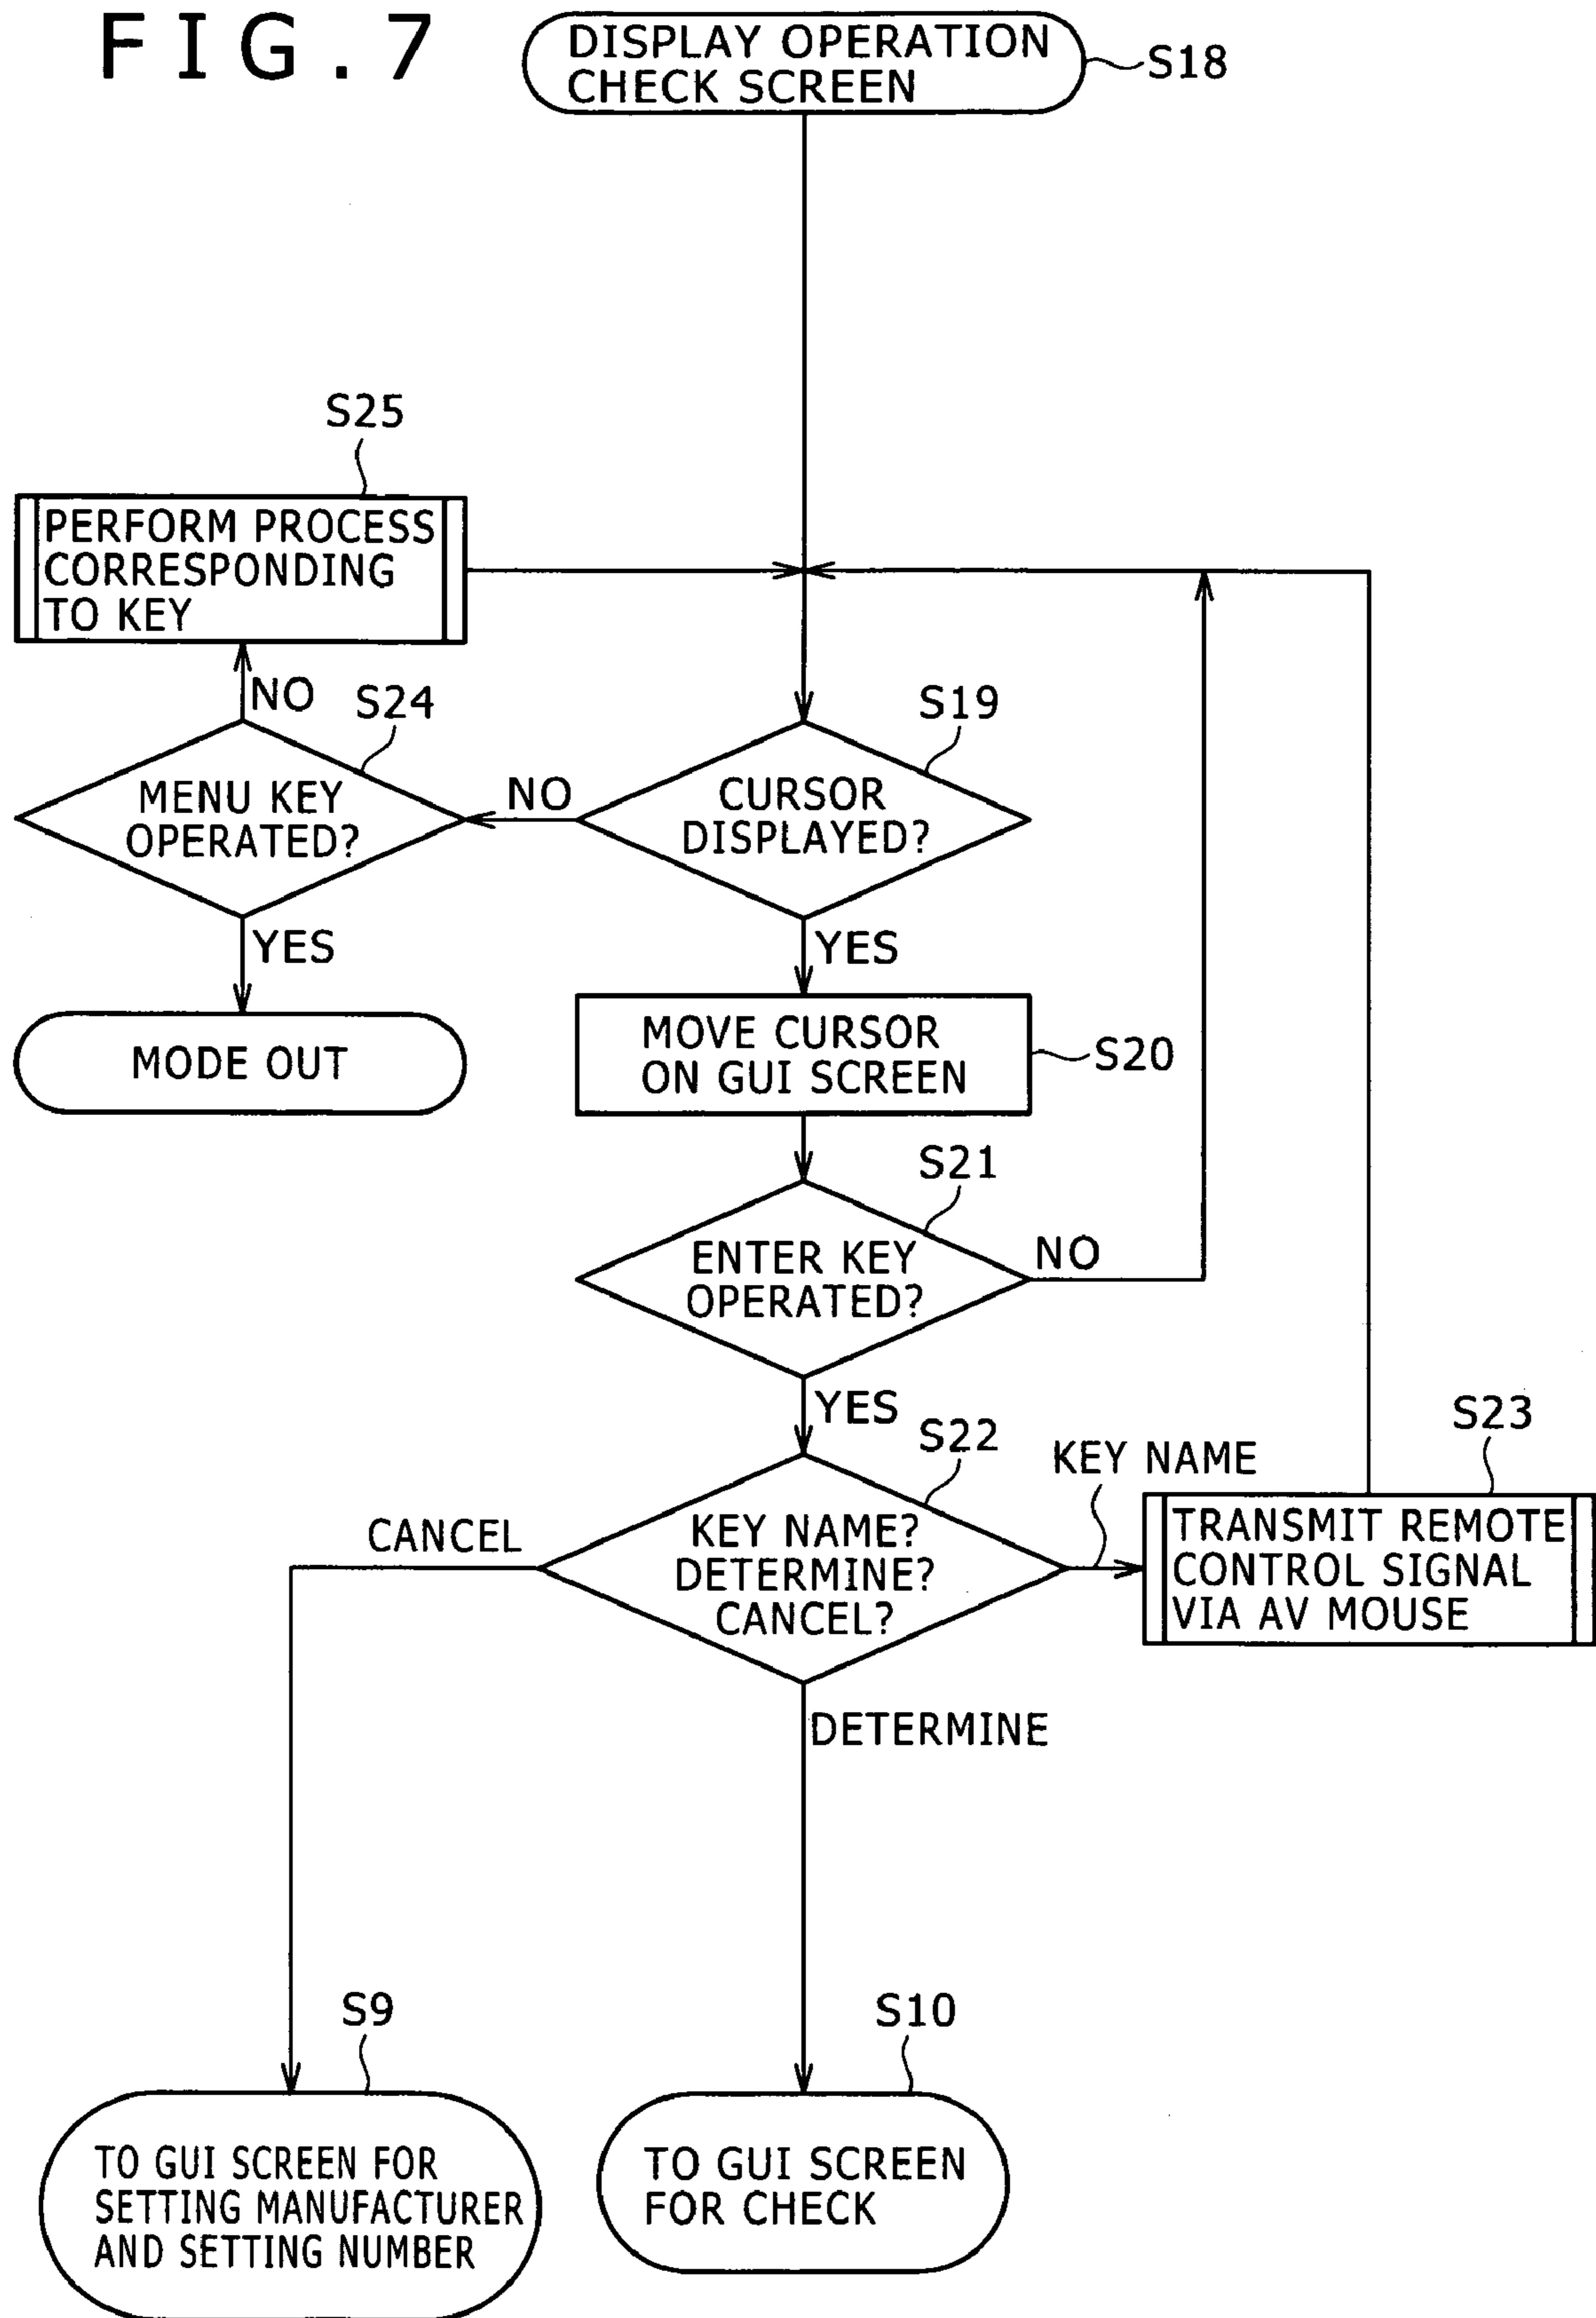 FIG.7
DISPLAY OPERATION
CHECK SCREEN
S18
S25
PERFORM PROCESS
CORRESPONDING
TO KEY
NO
S24
S19
MENU KEY
OPERATED?
NO
CURSOR
DISPLAYED?
YES
YES
MODE OUT
MOVE CURSOR
ON GUI SCREEN
S20
S21
ENTER KEY
OPERATED?
NO
YES
S22
KEY NAME
S23
CANCEL
KEY NAME?
DETERMINE?
CANCEL?
TRANSMIT REMOTE
CONTROL SIGNAL
VIA AV MOUSE
DETERMINE
S9
S10
TO GUI SCREEN FOR
SETTING MANUFACTURER
AND SETTING NUMBER
TO GUI SCREEN
FOR CHECK